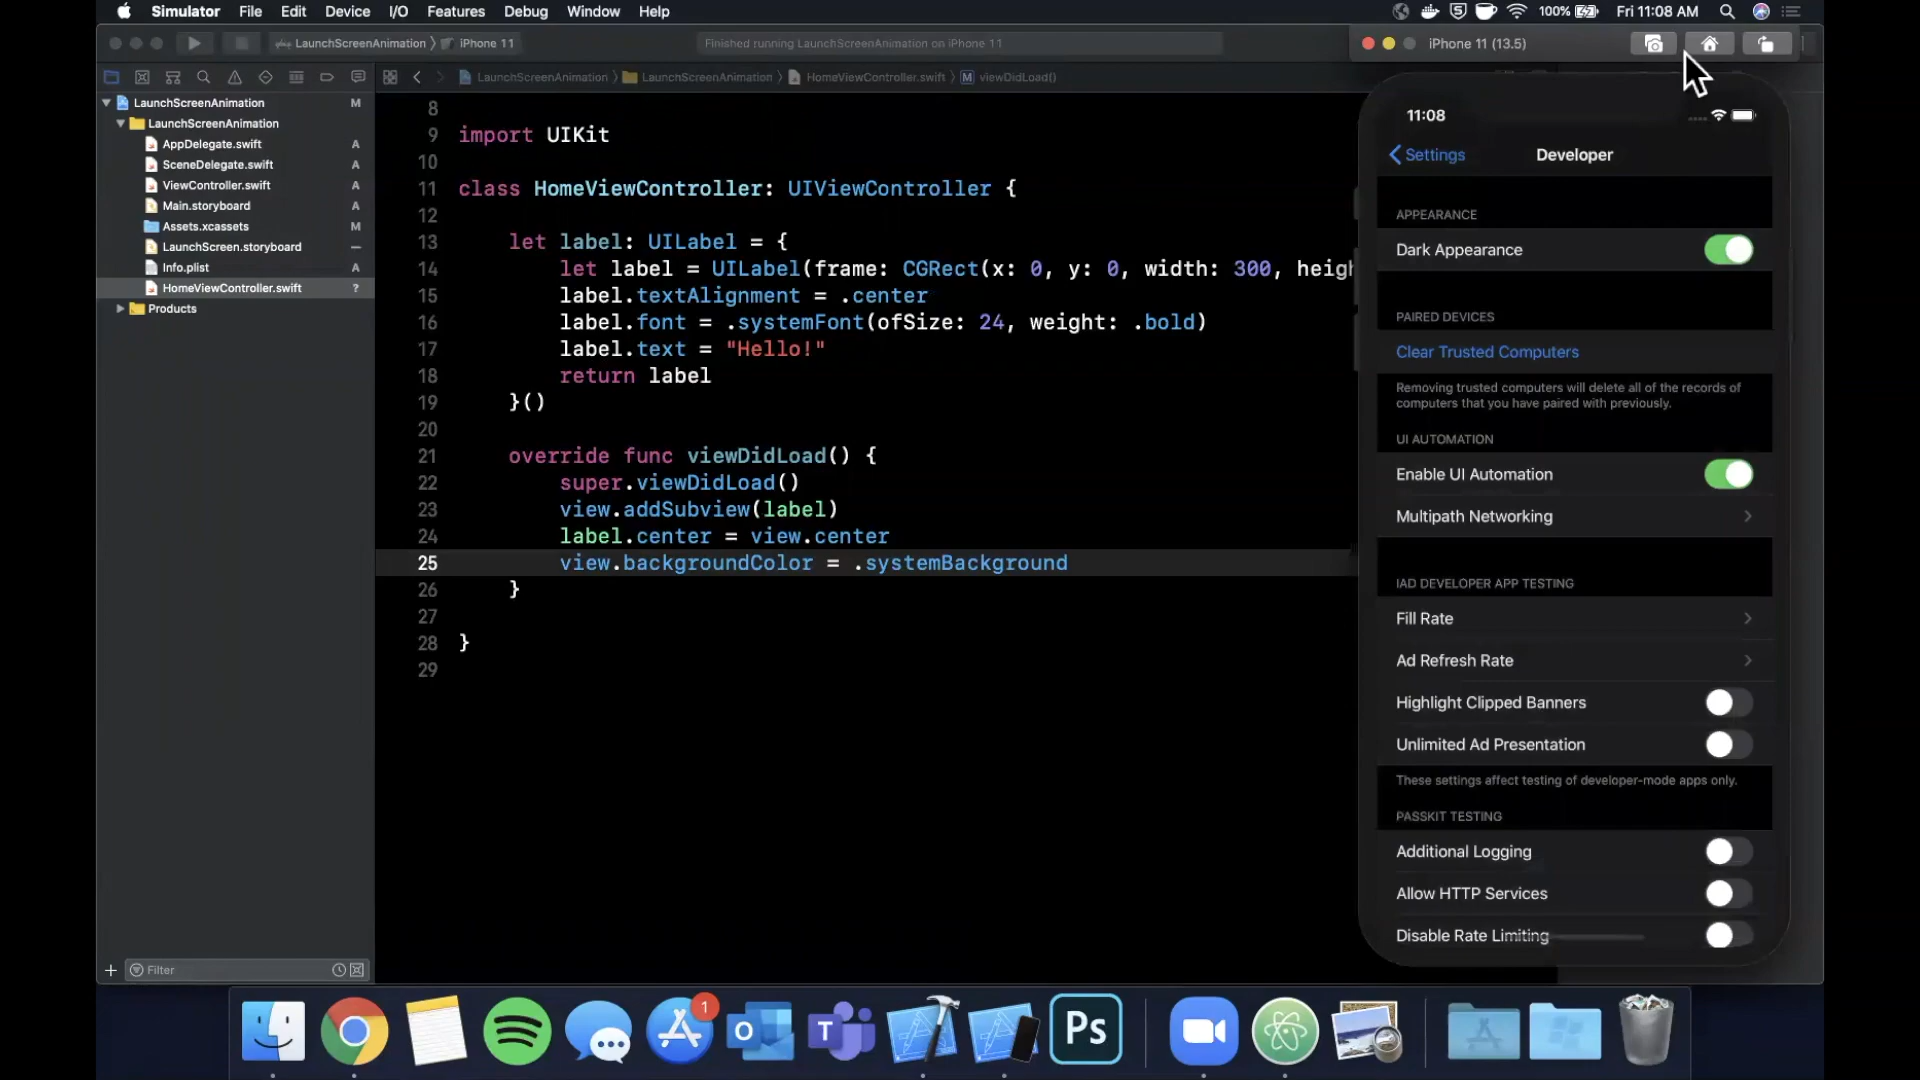 Simulator File Edit Device I/O Features Debug Window Help
100% Fri 11:08 AM
LaunchScreenAnimation iPhone 11
Finished running LaunchScreenAnimation on iPhone 11
iPhone 11 (13.5)
LaunchScreenAnimation LaunchScreenAnimation HomeViewController.swift M viewDidLoad()
LaunchScreenAnimation M
LaunchScreenAnimation
AppDelegate.swift A
SceneDelegate.swift A
ViewController.swift A
Main.storyboard A
Assets.xcassets M
LaunchScreen.storyboard —
Info.plist A
HomeViewController.swift ?
Products
Filter
8
9 import UIKit
10
11 class HomeViewController: UIViewController {
12
13 let label: UILabel = {
14 let label = UILabel(frame: CGRect(x: 0, y: 0, width: 300, heigh
15 label.textAlignment = .center
16 label.font = .systemFont(ofSize: 24, weight: .bold)
17 label.text = "Hello!"
18 return label
19 }()
20
21 override func viewDidLoad() {
22 super.viewDidLoad()
23 view.addSubview(label)
24 label.center = view.center
25 view.backgroundColor = .systemBackground
26 }
27
28 }
29
11:08
Settings Developer
APPEARANCE
Dark Appearance
PAIRED DEVICES
Clear Trusted Computers
Removing trusted computers will delete all of the records of
computers that you have paired with previously.
UI AUTOMATION
Enable UI Automation
Multipath Networking
IAD DEVELOPER APP TESTING
Fill Rate
Ad Refresh Rate
Highlight Clipped Banners
Unlimited Ad Presentation
These settings affect testing of developer-mode apps only.
PASSKIT TESTING
Additional Logging
Allow HTTP Services
Disable Rate Limiting
1
Ps